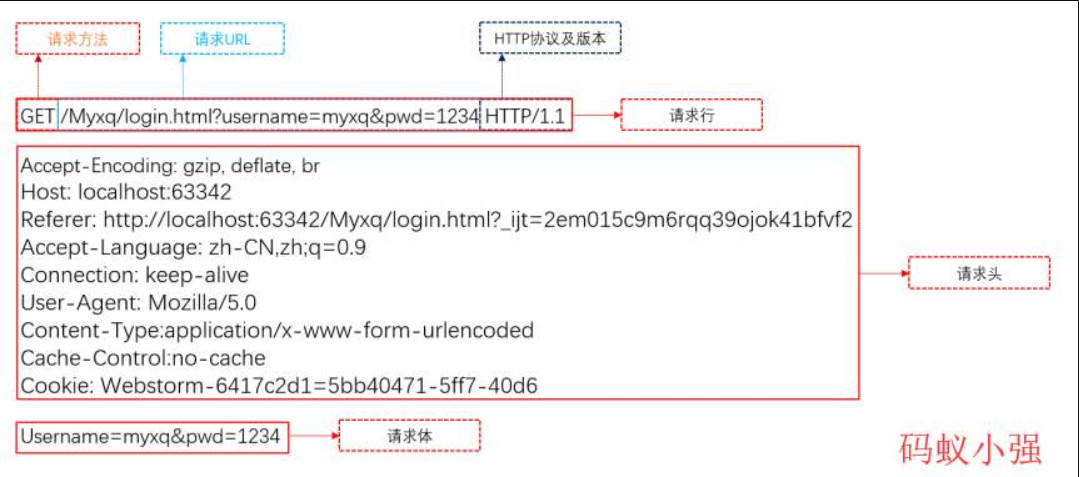 请求方法 请求URL HTTP协议及版本
GET /Myxq/login.html?username=myxq&pwd=1234 HTTP/1.1 请求行
Accept-Encoding: gzip, deflate, br
Host: localhost:63342
Referer: http://localhost:63342/Myxq/login.html?_ijt=2em015c9m6rqq39ojok41bfvf2
Accept-Language: zh-CN,zh;q=0.9
Connection: keep-alive
请求头
User-Agent: Mozilla/5.0
Content-Type:application/x-www-form-urlencoded
Cache-Control:no-cache
Cookie: Webstorm-6417c2d1=5bb40471-5ff7-40d6
Username=myxq&pwd=1234 请求体
码蚁小强